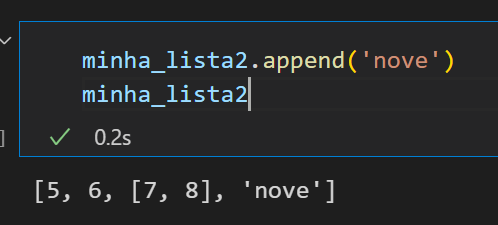 minha_lista2.append('nove')
minha_lista2
0.2s
[5, 6, [7, 8], 'nove']